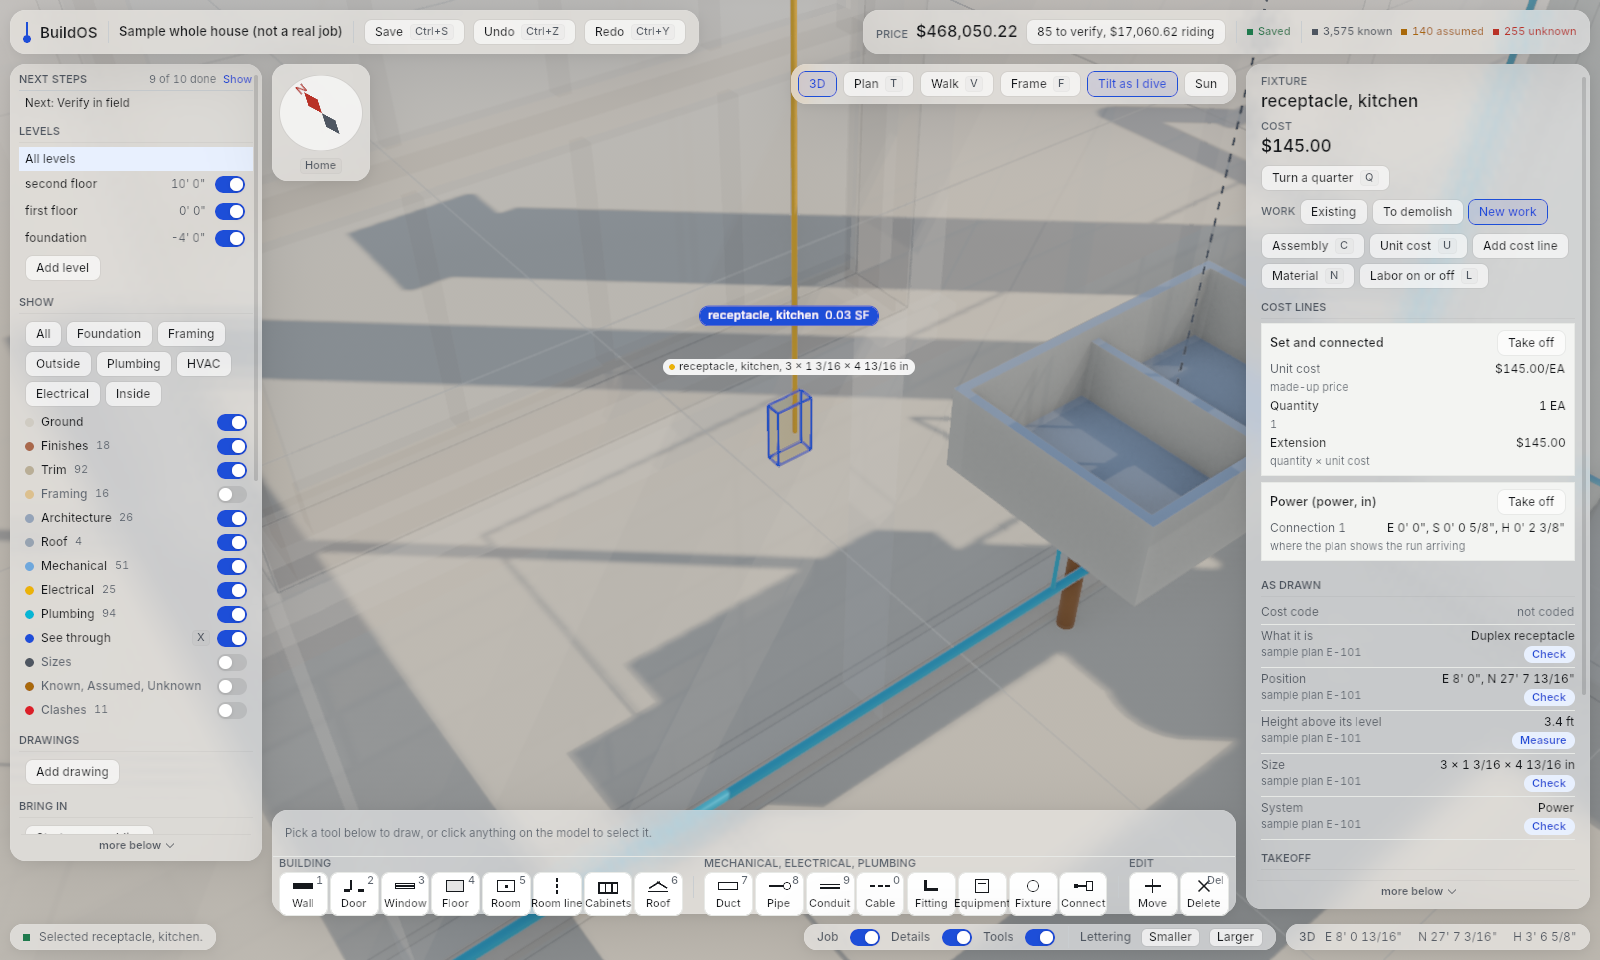 BuildOS
Sample whole house (not a real job)
Save Ctrl+S
Undo Ctrl+Z
Redo Ctrl+Y
PRICE $468,050.22
85 to verify, $17,060.62 riding
Saved
3,575 known
140 assumed
255 unknown
NEXT STEPS 9 of 10 done Show
Next: Verify in field
LEVELS
All levels
second floor 10' 0"
first floor 0' 0"
foundation -4' 0"
Add level
SHOW
All Foundation Framing
Outside Plumbing HVAC
Electrical Inside
Ground
Finishes 18
Trim 92
Framing 16
Architecture 26
Roof 4
Mechanical 51
Electrical 25
Plumbing 94
See through X
Sizes
Known, Assumed, Unknown
Clashes 11
DRAWINGS
Add drawing
BRING IN
more below
N
Home
3D
Plan T
Walk V
Frame F
Tilt as I dive
Sun
receptacle, kitchen 0.03 SF
receptacle, kitchen, 3 × 1 3/16 × 4 13/16 in
FIXTURE
receptacle, kitchen
COST
$145.00
Turn a quarter Q
WORK Existing To demolish New work
Assembly C Unit cost U Add cost line
Material N Labor on or off L
COST LINES
Set and connected Take off
Unit cost $145.00/EA
made-up price
Quantity 1 EA
1
Extension $145.00
quantity × unit cost
Power (power, in) Take off
Connection 1 E 0' 0", S 0' 0 5/8", H 0' 2 3/8"
where the plan shows the run arriving
AS DRAWN
Cost code not coded
What it is Duplex receptacle
sample plan E-101 Check
Position E 8' 0", N 27' 7 13/16"
sample plan E-101 Check
Height above its level 3.4 ft
sample plan E-101 Measure
Size 3 × 1 3/16 × 4 13/16 in
sample plan E-101 Check
System Power
sample plan E-101 Check
TAKEOFF
more below
Pick a tool below to draw, or click anything on the model to select it.
BUILDING
1 Wall
2 Door
3 Window
4 Floor
5 Room
Room line
Cabinets
6 Roof
MECHANICAL, ELECTRICAL, PLUMBING
7 Duct
8 Pipe
9 Conduit
0 Cable
Fitting
Equipment
Fixture
Connect
EDIT
Move
Del Delete
Selected receptacle, kitchen.
Job Details Tools Lettering Smaller Larger
3D E 8' 0 13/16" N 27' 7 3/16" H 3' 6 5/8"